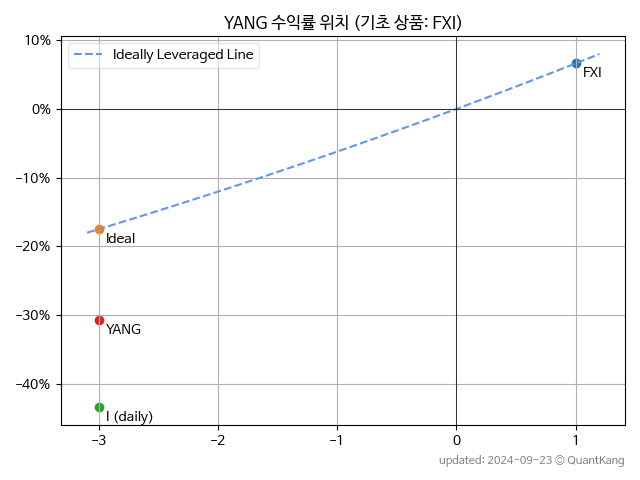 YANG 수익률 위치 (기초 상품: FXI)
Ideally Leveraged Line
10%
0%
−10%
−20%
−30%
−40%
FXI
Ideal
YANG
I (daily)
−3
−2
−1
0
1
updated: 2024-09-23 © QuantKang